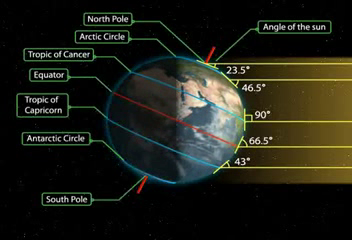 North Pole
Angle of the sun
Arctic Circle
Tropic of Cancer
Equator
Tropic of
Capricorn
Antarctic Circle
South Pole
23.5°
46.5°
90°
66.5°
43°